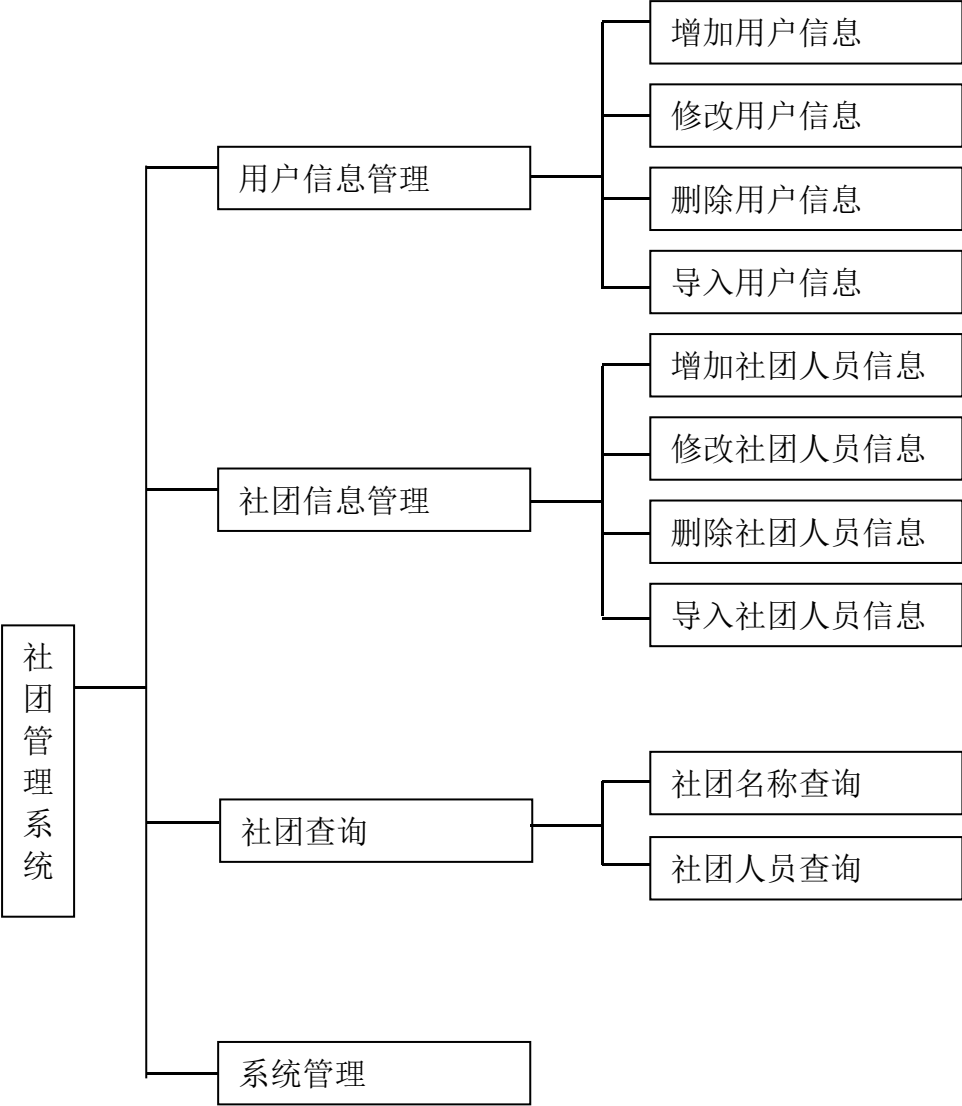 社团管理系统
用户信息管理
增加用户信息
修改用户信息
删除用户信息
导入用户信息
社团信息管理
增加社团人员信息
修改社团人员信息
删除社团人员信息
导入社团人员信息
社团查询
社团名称查询
社团人员查询
系统管理